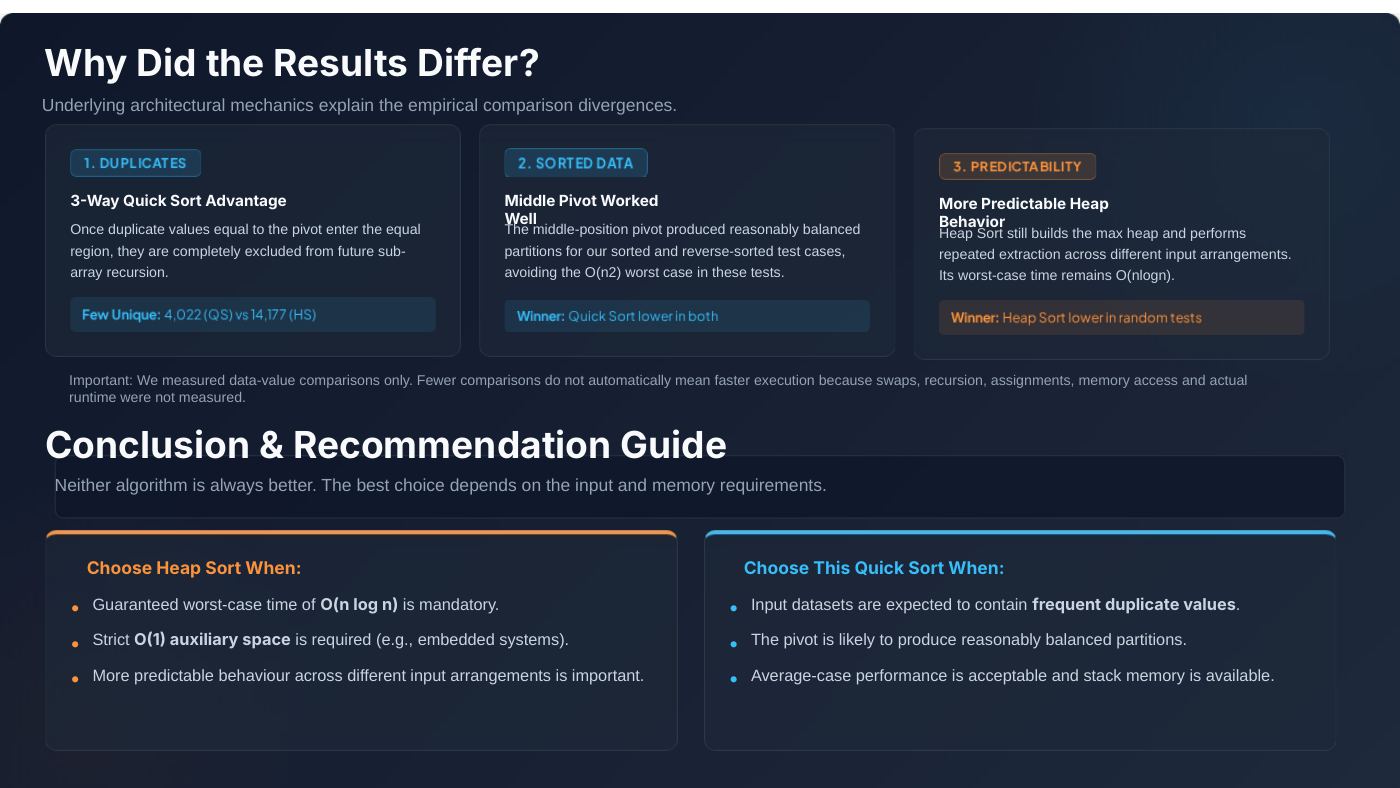 Why Did the Results Differ?
Underlying architectural mechanics explain the empirical comparison divergences.
1. DUPLICATES
3-Way Quick Sort Advantage
Once duplicate values equal to the pivot enter the equal
region, they are completely excluded from future sub-
array recursion.
Few Unique: 4,022 (QS) vs 14,177 (HS)
2. SORTED DATA
Middle Pivot Worked
Well
The middle-position pivot produced reasonably balanced
partitions for our sorted and reverse-sorted test cases,
avoiding the O(n2) worst case in these tests.
Winner: Quick Sort lower in both
3. PREDICTABILITY
More Predictable Heap
Behavior
Heap Sort still builds the max heap and performs
repeated extraction across different input arrangements.
Its worst-case time remains O(nlogn).
Winner: Heap Sort lower in random tests
Important: We measured data-value comparisons only. Fewer comparisons do not automatically mean faster execution because swaps, recursion, assignments, memory access and actual
runtime were not measured.
Conclusion & Recommendation Guide
Neither algorithm is always better. The best choice depends on the input and memory requirements.
Choose Heap Sort When:
Guaranteed worst-case time of O(n log n) is mandatory.
Strict O(1) auxiliary space is required (e.g., embedded systems).
More predictable behaviour across different input arrangements is important.
Choose This Quick Sort When:
Input datasets are expected to contain frequent duplicate values.
The pivot is likely to produce reasonably balanced partitions.
Average-case performance is acceptable and stack memory is available.